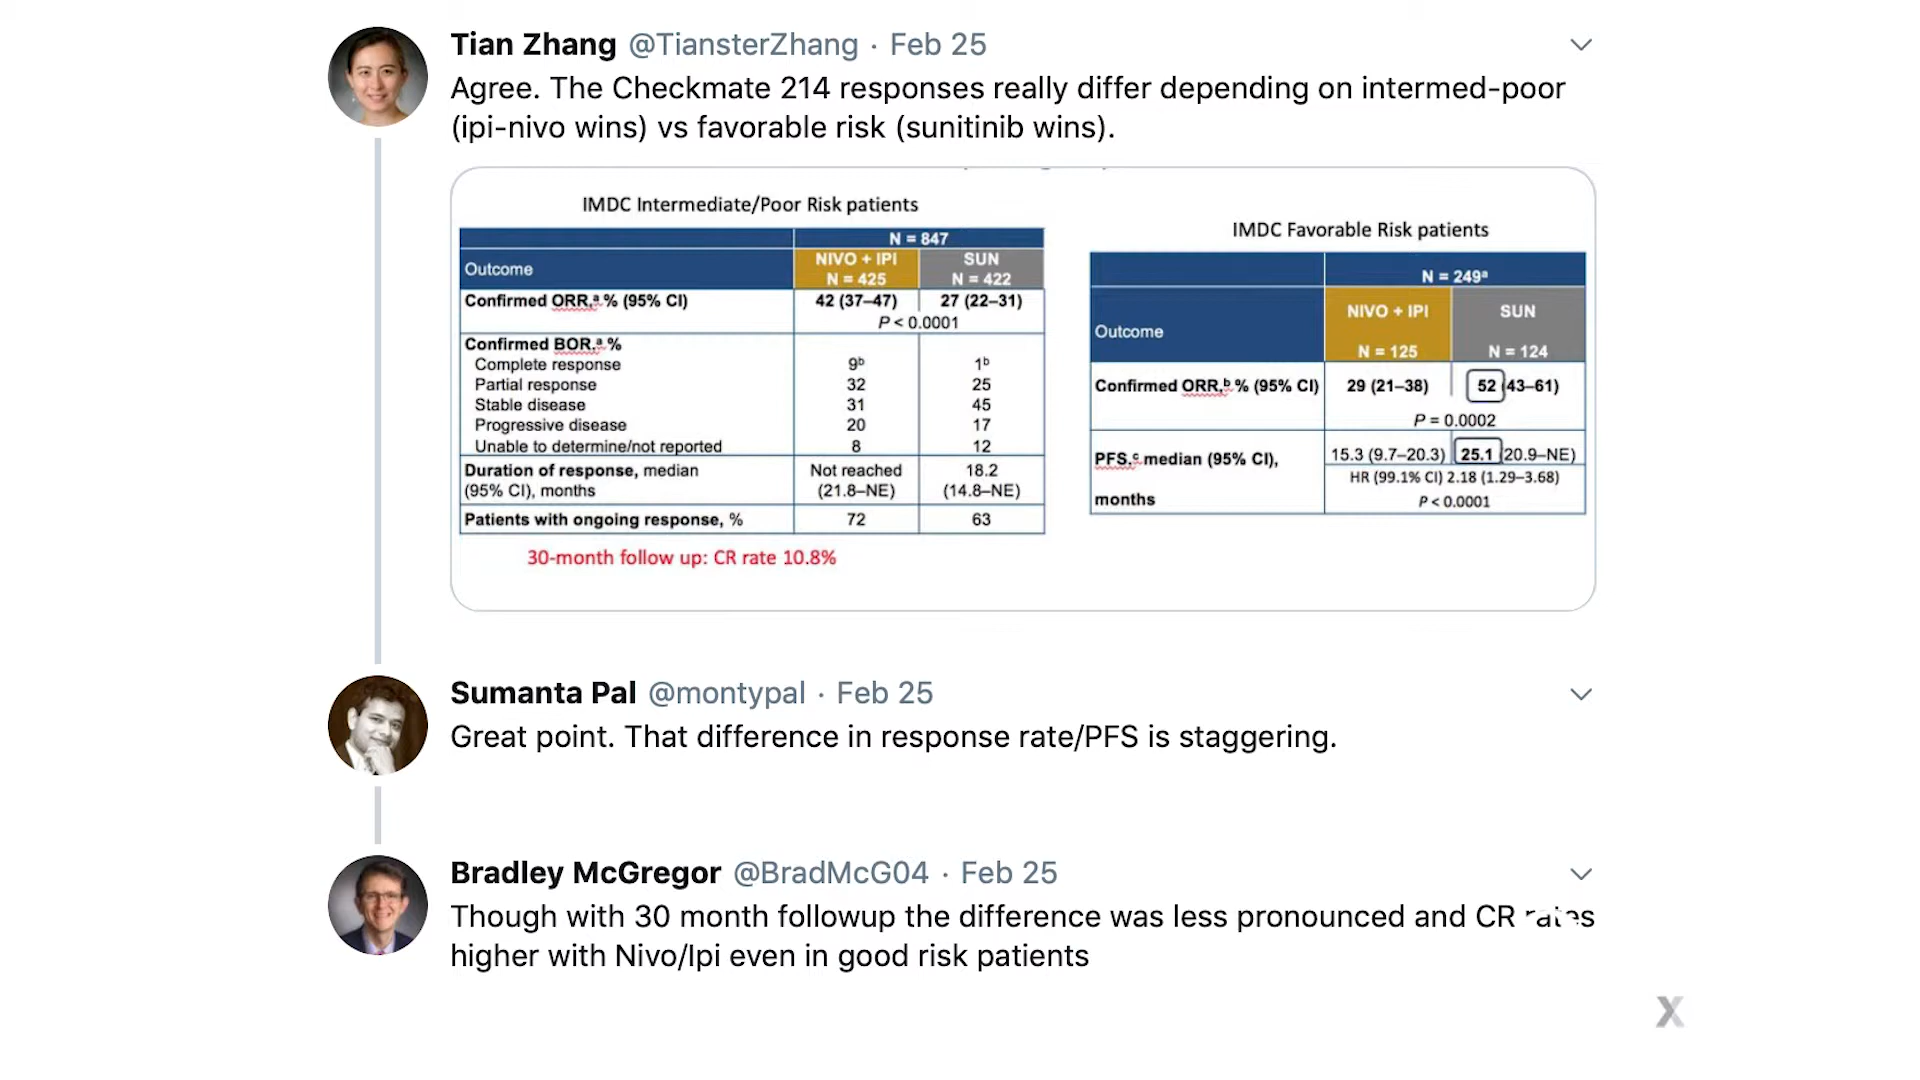 Tian Zhang @TiansterZhang · Feb 25
Agree. The Checkmate 214 responses really differ depending on intermed-poor
(ipi-nivo wins) vs favorable risk (sunitinib wins).
IMDC Intermediate/Poor Risk patients
N = 847
Outcome
NIVO + IPI
N = 425
SUN
N = 422
Confirmed ORR,ᵃ % (95% CI) 42 (37–47) 27 (22–31)
P < 0.0001
Confirmed BOR,ᵃ %
Complete response 9ᵇ 1ᵇ
Partial response 32 25
Stable disease 31 45
Progressive disease 20 17
Unable to determine/not reported 8 12
Duration of response, median Not reached 18.2
(95% CI), months (21.8–NE) (14.8–NE)
Patients with ongoing response, % 72 63
30-month follow up: CR rate 10.8%
IMDC Favorable Risk patients
N = 249ᵃ
Outcome
NIVO + IPI
N = 125
SUN
N = 124
Confirmed ORR,ᵇ % (95% CI) 29 (21–38) 52 (43–61)
P = 0.0002
PFS,ᶜ median (95% CI), 15.3 (9.7–20.3) 25.1 (20.9–NE)
HR (99.1% CI) 2.18 (1.29–3.68)
months P < 0.0001
Sumanta Pal @montypal · Feb 25
Great point. That difference in response rate/PFS is staggering.
Bradley McGregor @BradMcG04 · Feb 25
Though with 30 month followup the difference was less pronounced and CR rates
higher with Nivo/Ipi even in good risk patients
X